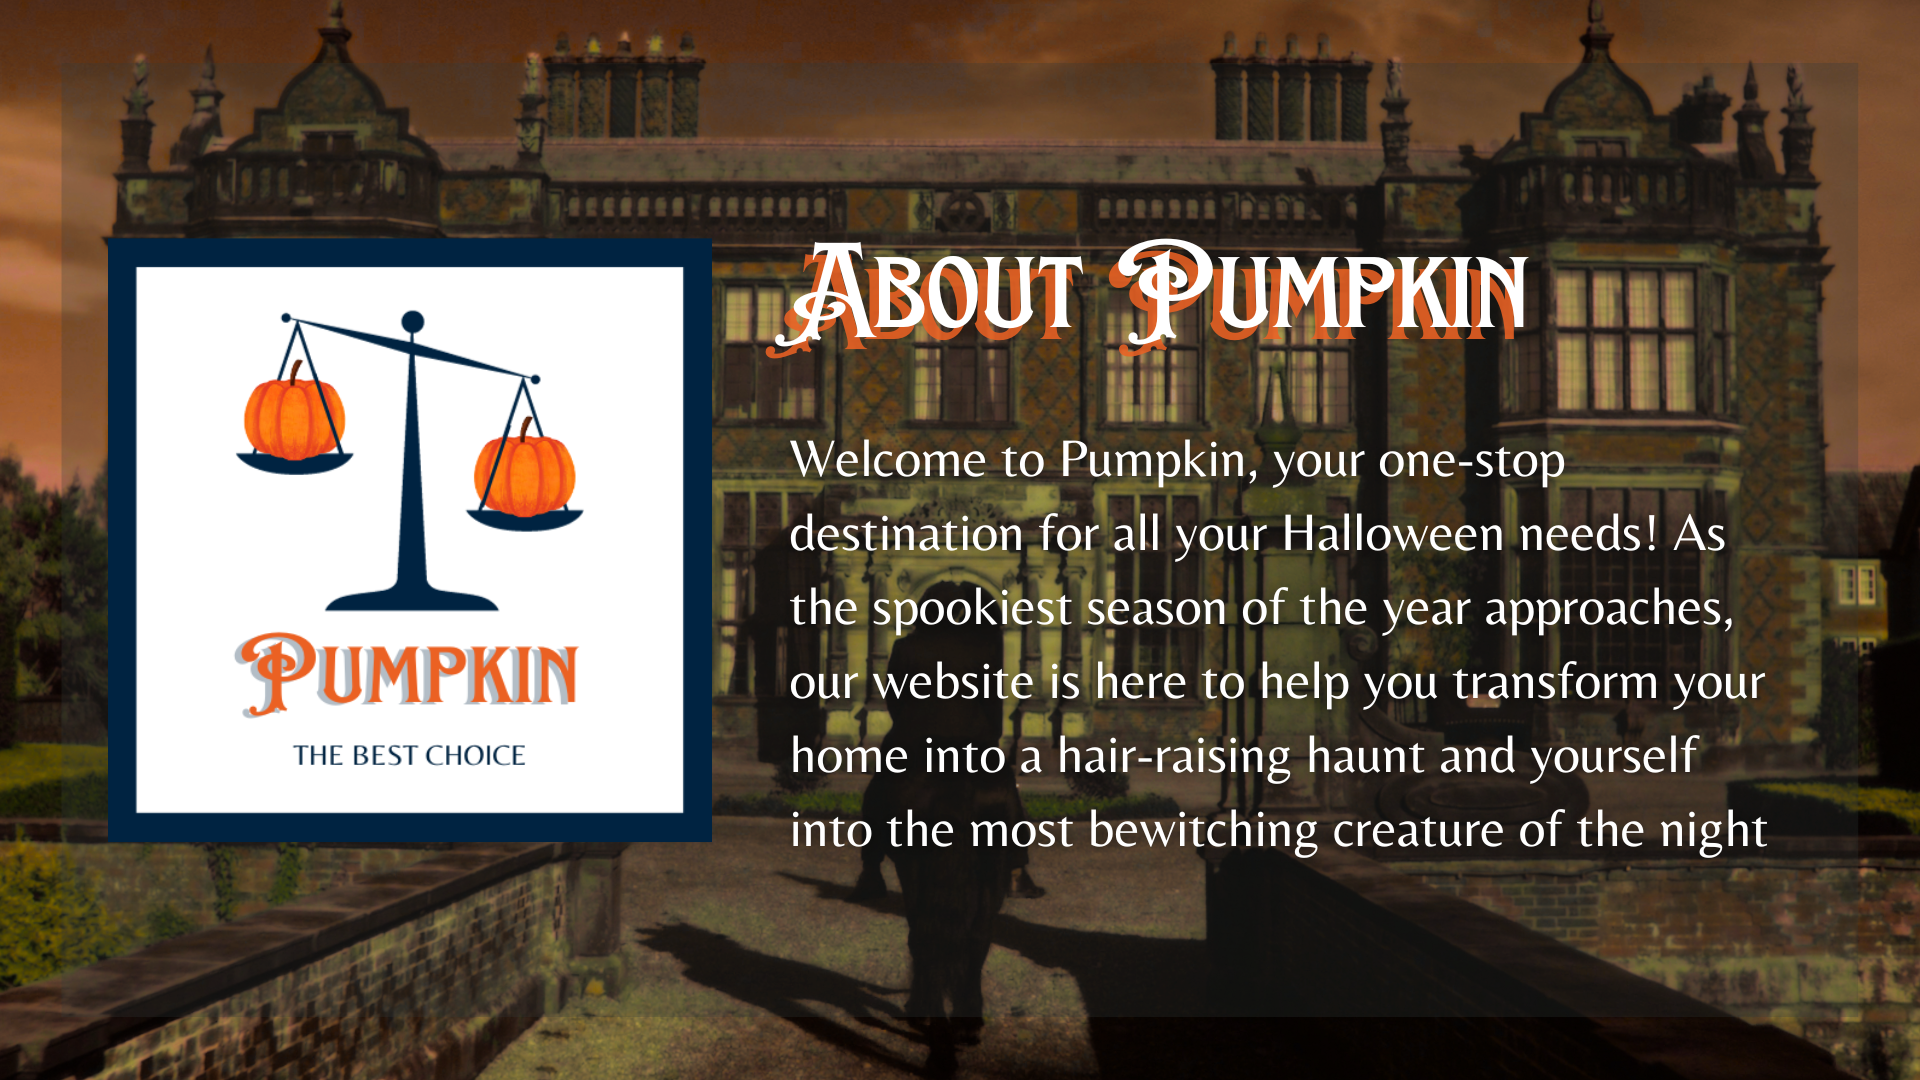 About Pumpkin
Welcome to Pumpkin, your one-stop
destination for all your Halloween needs! As
the spookiest season of the year approaches,
our website is here to help you transform your
home into a hair-raising haunt and yourself
into the most bewitching creature of the night
Pumpkin
THE BEST CHOICE